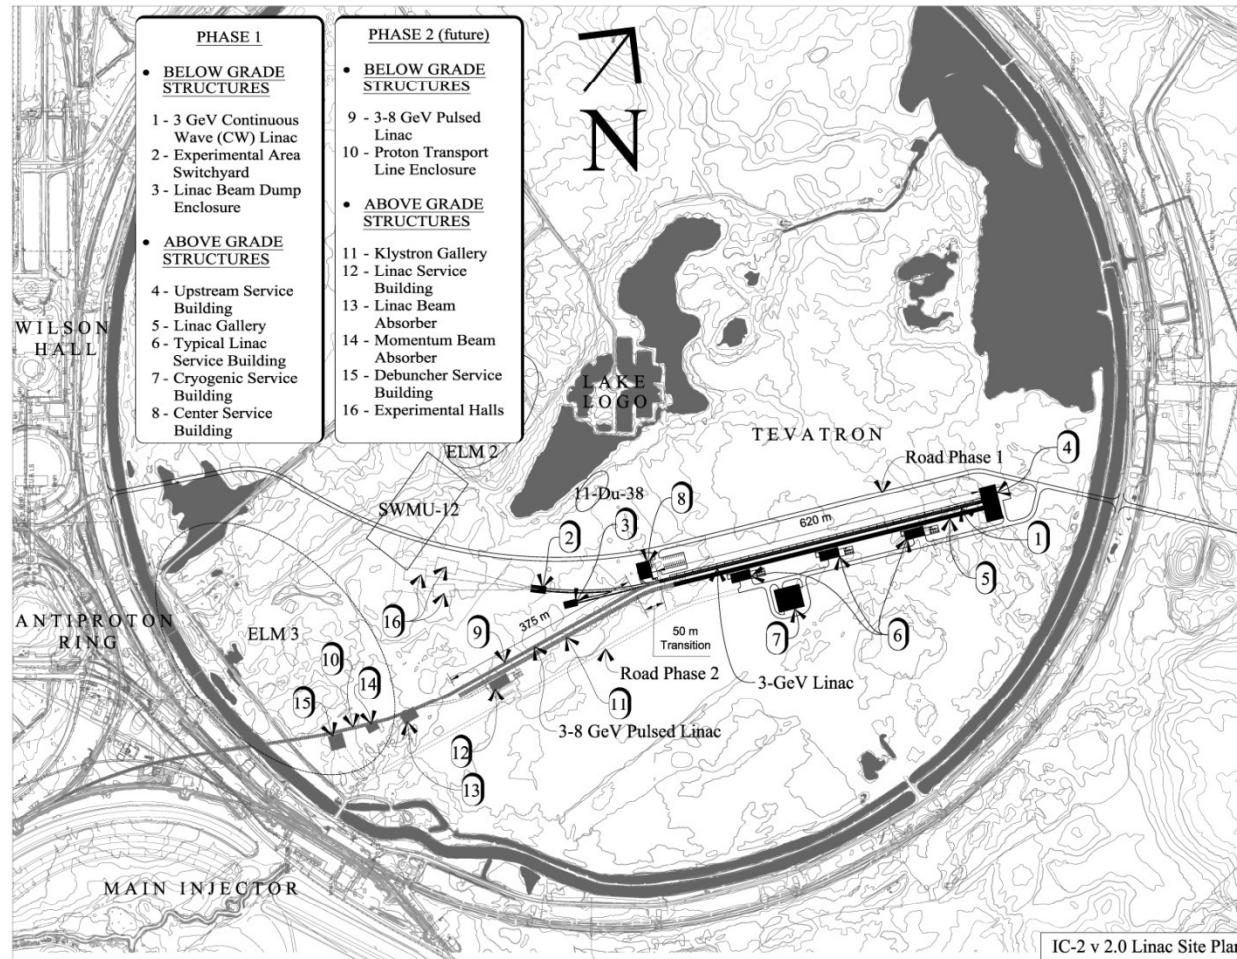 PHASE 1
• BELOW GRADE
STRUCTURES
1 - 3 GeV Continuous
Wave (CW) Linac
2 - Experimental Area
Switchyard
3 - Linac Beam Dump
Enclosure
• ABOVE GRADE
STRUCTURES
4 - Upstream Service
Building
5 - Linac Gallery
6 - Typical Linac
Service Building
7 - Cryogenic Service
Building
8 - Center Service
Building
PHASE 2 (future)
• BELOW GRADE
STRUCTURES
9 - 3-8 GeV Pulsed
Linac
10 - Proton Transport
Line Enclosure
• ABOVE GRADE
STRUCTURES
11 - Klystron Gallery
12 - Linac Service
Building
13 - Linac Beam
Absorber
14 - Momentum Beam
Absorber
15 - Debuncher Service
Building
16 - Experimental Halls
N
WILSON
HALL
LAKE
LOGO
TEVATRON
ELM 2
Road Phase 1
4
11-Du-38
8
SWMU-12
620 m
2
3
1
5
16
375 m
9
7
6
50 m
Transition
ANTIPROTON
RING
ELM 3
Road Phase 2
3-GeV Linac
10
14
15
11
3-8 GeV Pulsed Linac
12
13
MAIN INJECTOR
IC-2 v 2.0 Linac Site Plan